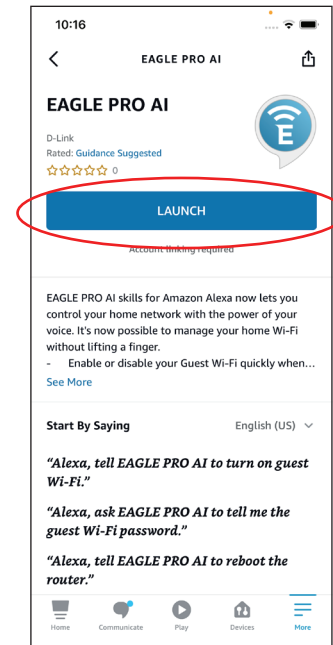 10:16
EAGLE PRO AI
EAGLE PRO AI
D-Link
Rated: Guidance Suggested
0
E
LAUNCH
Account linking required
EAGLE PRO AI skills for Amazon Alexa now lets you
control your home network with the power of your
voice. It's now possible to manage your home Wi-Fi
without lifting a finger.
- Enable or disable your Guest Wi-Fi quickly when...
See More
Start By Saying English (US)
“Alexa, tell EAGLE PRO AI to turn on guest
Wi-Fi.”
“Alexa, ask EAGLE PRO AI to tell me the
guest Wi-Fi password.”
“Alexa, tell EAGLE PRO AI to reboot the
router.”
Home Communicate Play Devices More